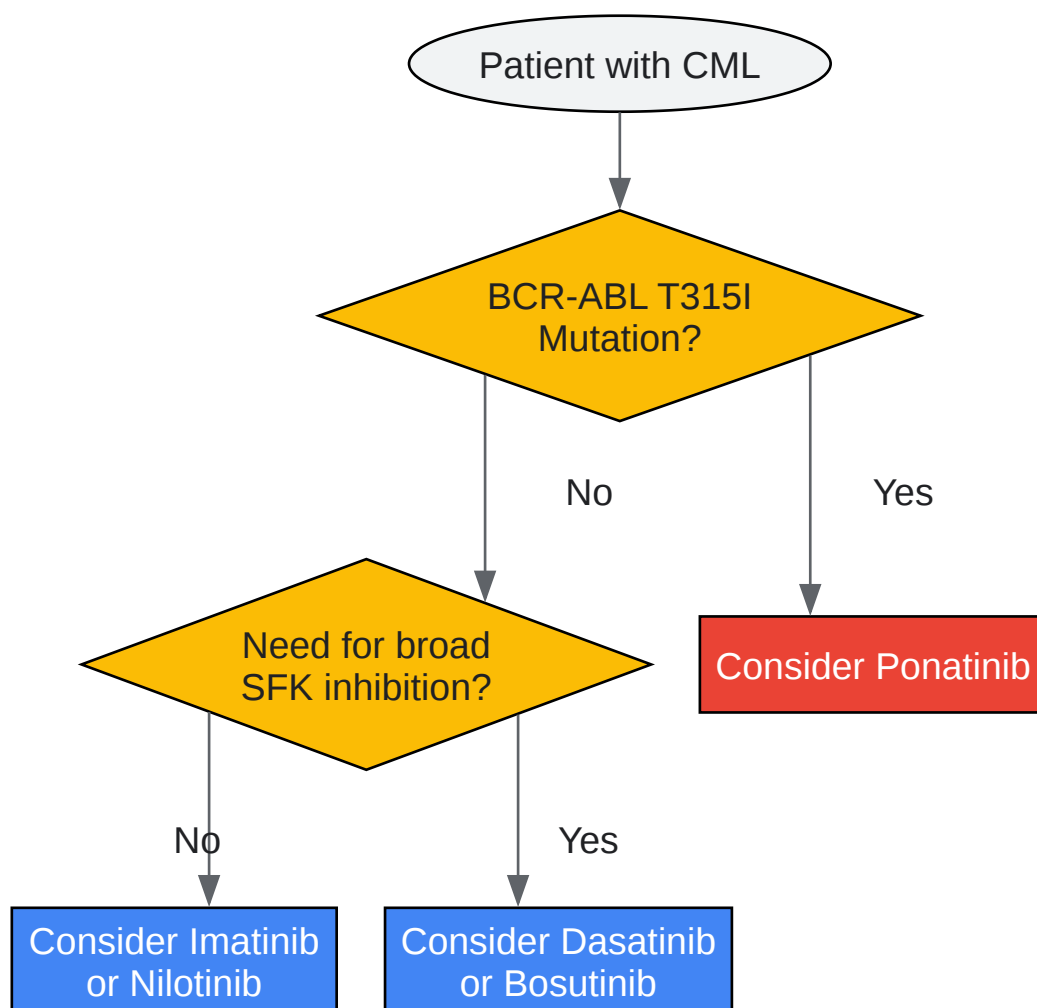 Patient with CML
BCR-ABL T315I
Mutation?
No
Yes
Need for broad
SFK inhibition?
Consider Ponatinib
No
Yes
Consider Imatinib
or Nilotinib
Consider Dasatinib
or Bosutinib